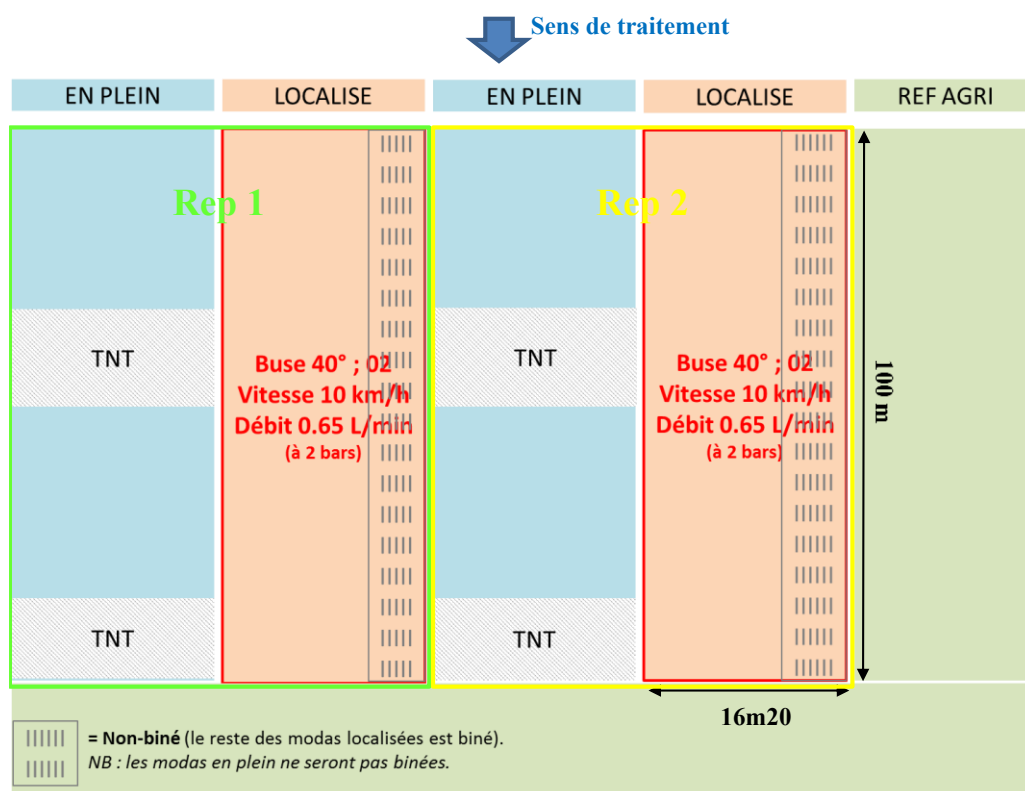 Sens de traitement
EN PLEIN
LOCALISE
EN PLEIN
LOCALISE
REF AGRI
Rep 1
Rep 2
TNT
Buse 40° ; 02
Vitesse 10 km/h
Débit 0.65 L/min
(à 2 bars)
TNT
Buse 40° ; 02
Vitesse 10 km/h
Débit 0.65 L/min
(à 2 bars)
100 m
TNT
TNT
16m20
= Non-biné (le reste des modas localisées est biné).
NB : les modas en plein ne seront pas binées.